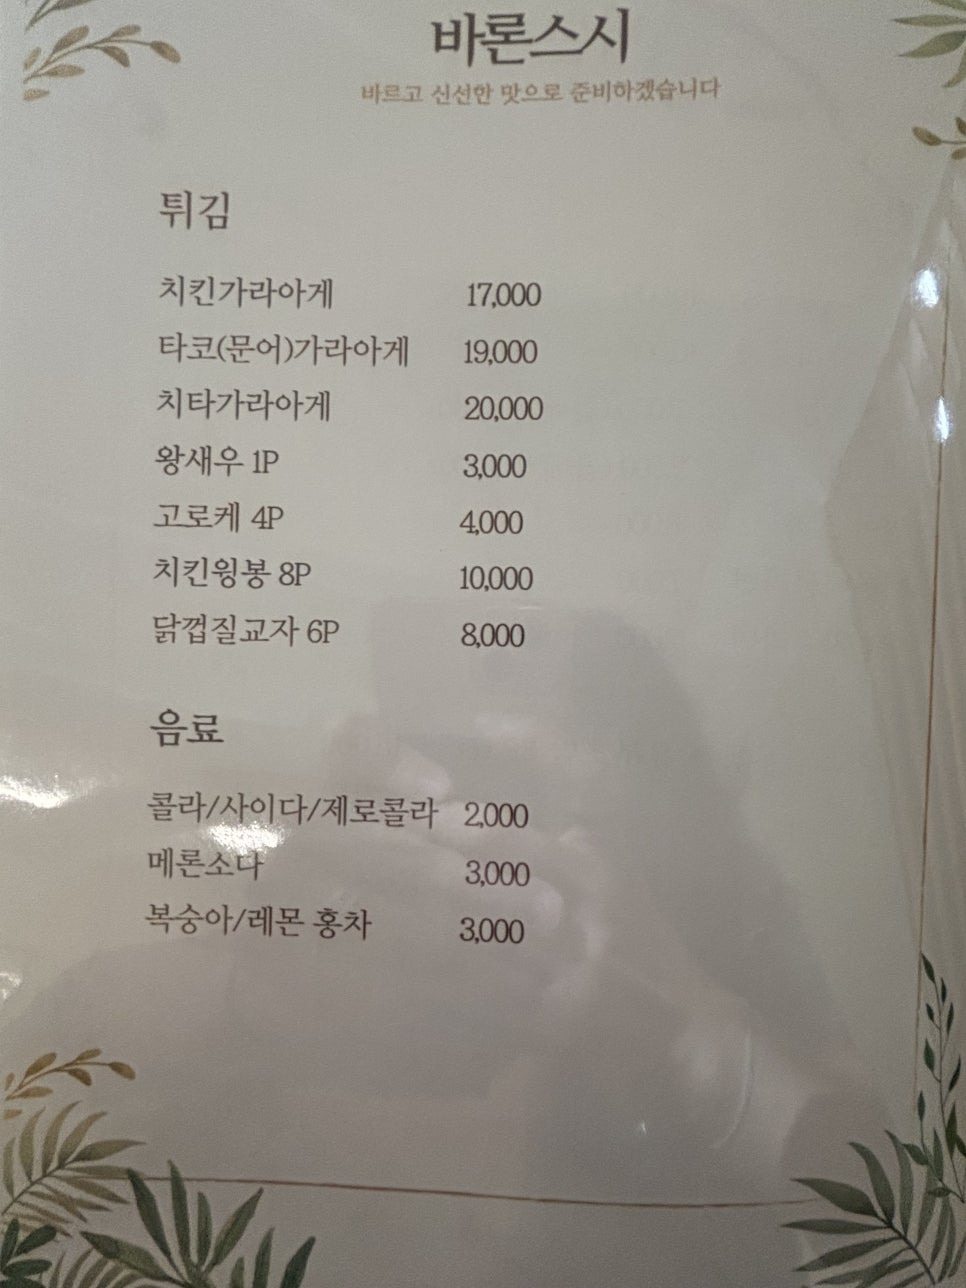 바론스시
바르고 신선한 맛으로 준비하겠습니다
튀김
치킨가라아게 17,000
타코(문어)가라아게 19,000
치타가라아게 20,000
왕새우 1P 3,000
고로케 4P 4,000
치킨윙봉 8P 10,000
닭껍질교자 6P 8,000
음료
콜라/사이다/제로콜라 2,000
메론소다 3,000
복숭아/레몬 홍차 3,000